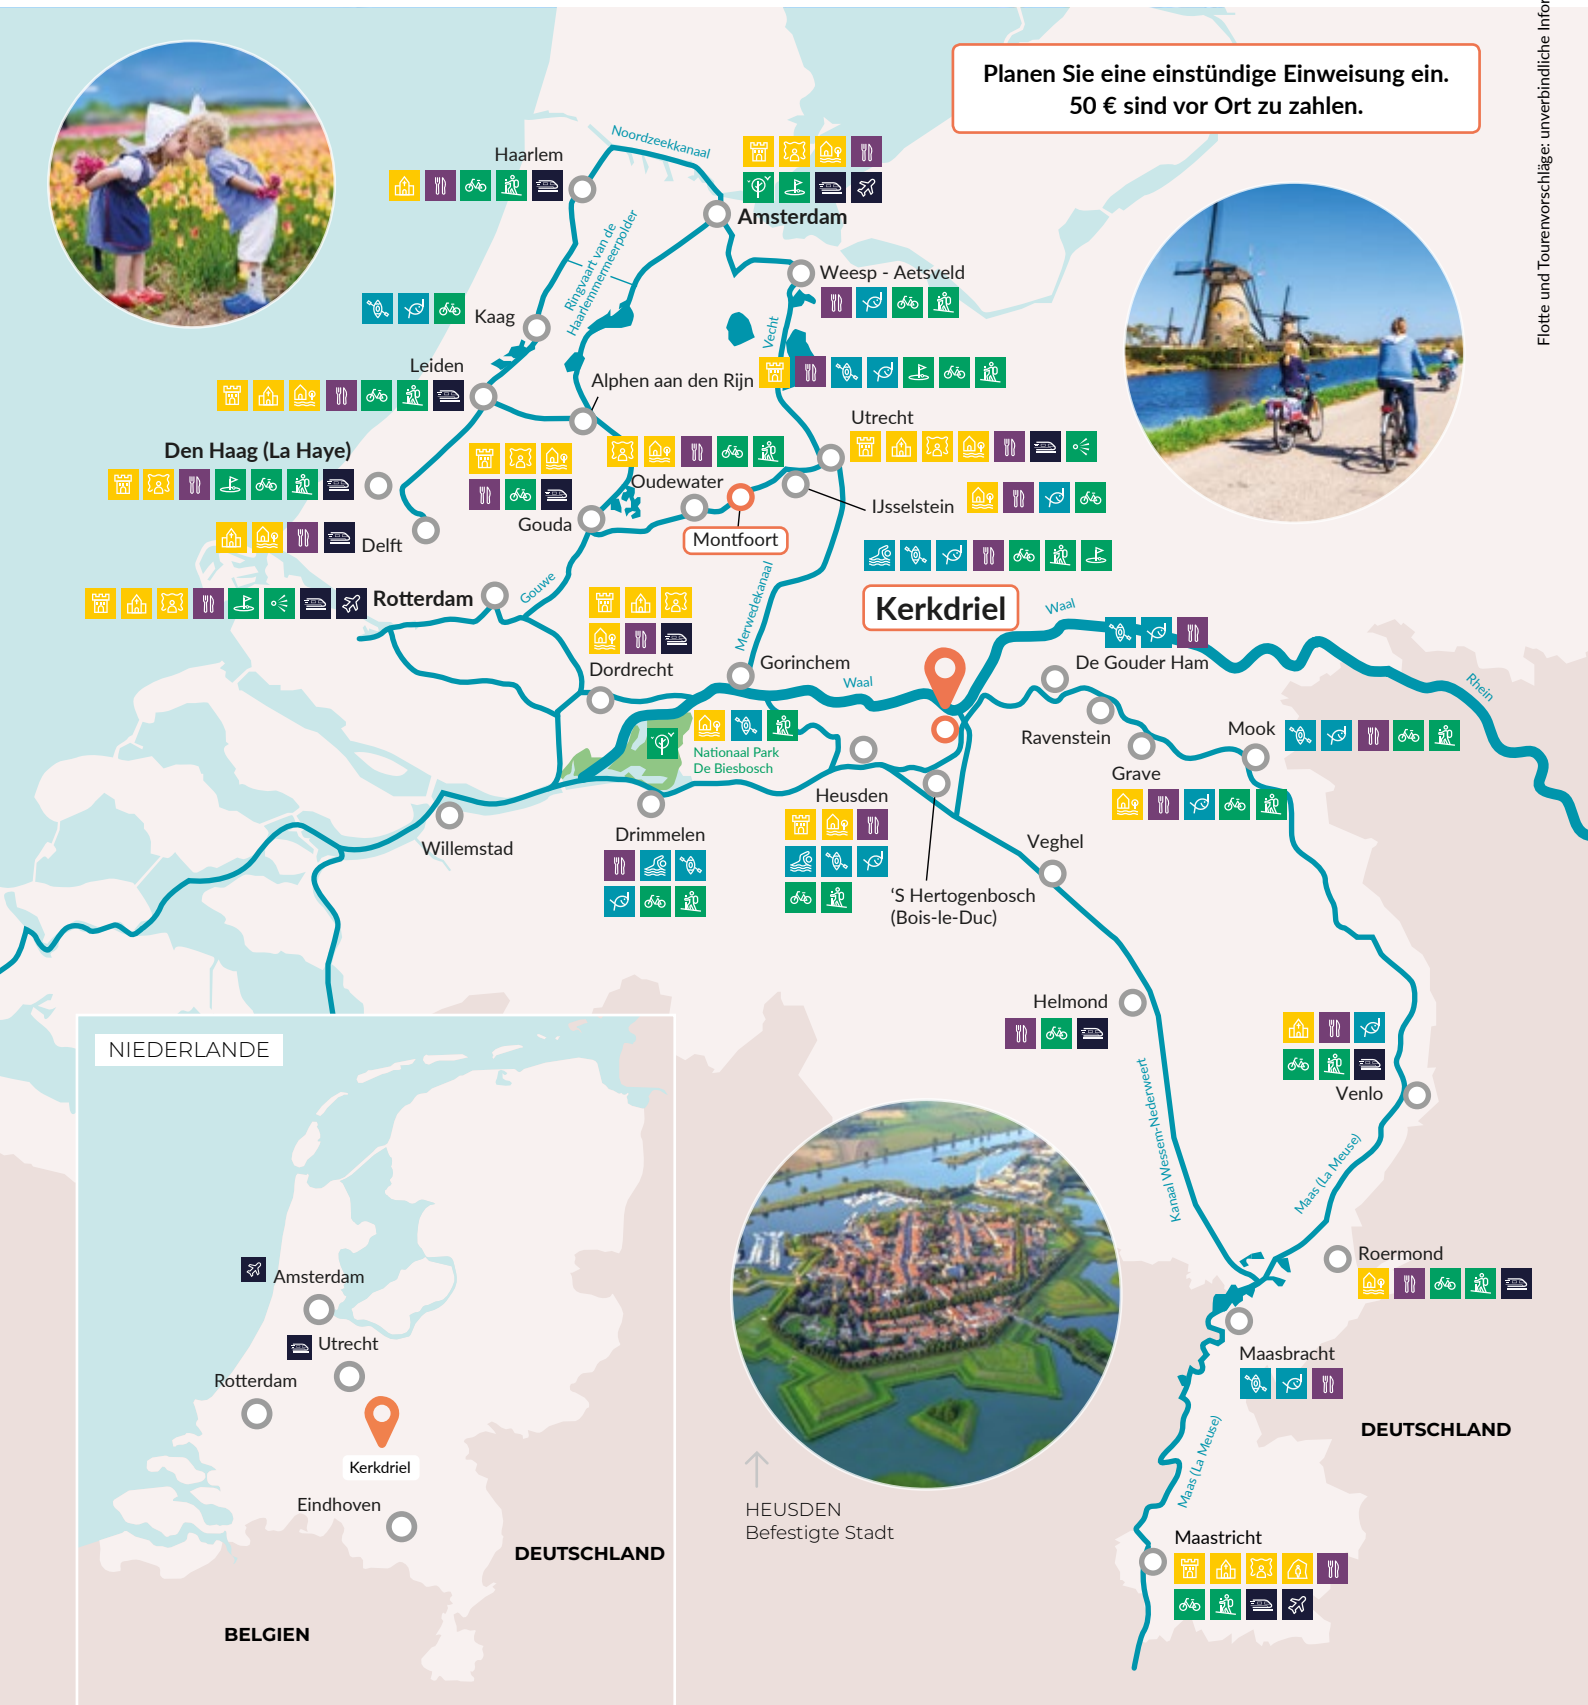 Planen Sie eine einstündige Einweisung ein.
50 € sind vor Ort zu zahlen.
Flotte und Tourenvorschläge: unverbindliche
Noordzeekkanaal
Haarlem
Amsterdam
Ringvaart van de
Haarlemmermeerpolder
Weesp - Aetsveld
Kaag
Vecht
Leiden
Alphen aan den Rijn
Utrecht
Den Haag (La Haye)
Oudewater
IJsselstein
Gouda
Montfoort
Delft
Merwedekanaal
Gouwe
Rotterdam
Kerkdriel
Waal
Dordrecht
Gorinchem
De Gouder Ham
Waal
Rhein
Nationaal Park
De Biesbosch
Ravenstein
Mook
Grave
Heusden
Drimmelen
Willemstad
Veghel
‘S Hertogenbosch
(Bois-le-Duc)
Helmond
Kanaal Wessem-Nederweert
Venlo
Maas (La Meuse)
Roermond
Maasbracht
DEUTSCHLAND
Maas (La Meuse)
Maastricht
HEUSDEN
Befestigte Stadt
NIEDERLANDE
Amsterdam
Utrecht
Rotterdam
Kerkdriel
Eindhoven
DEUTSCHLAND
BELGIEN